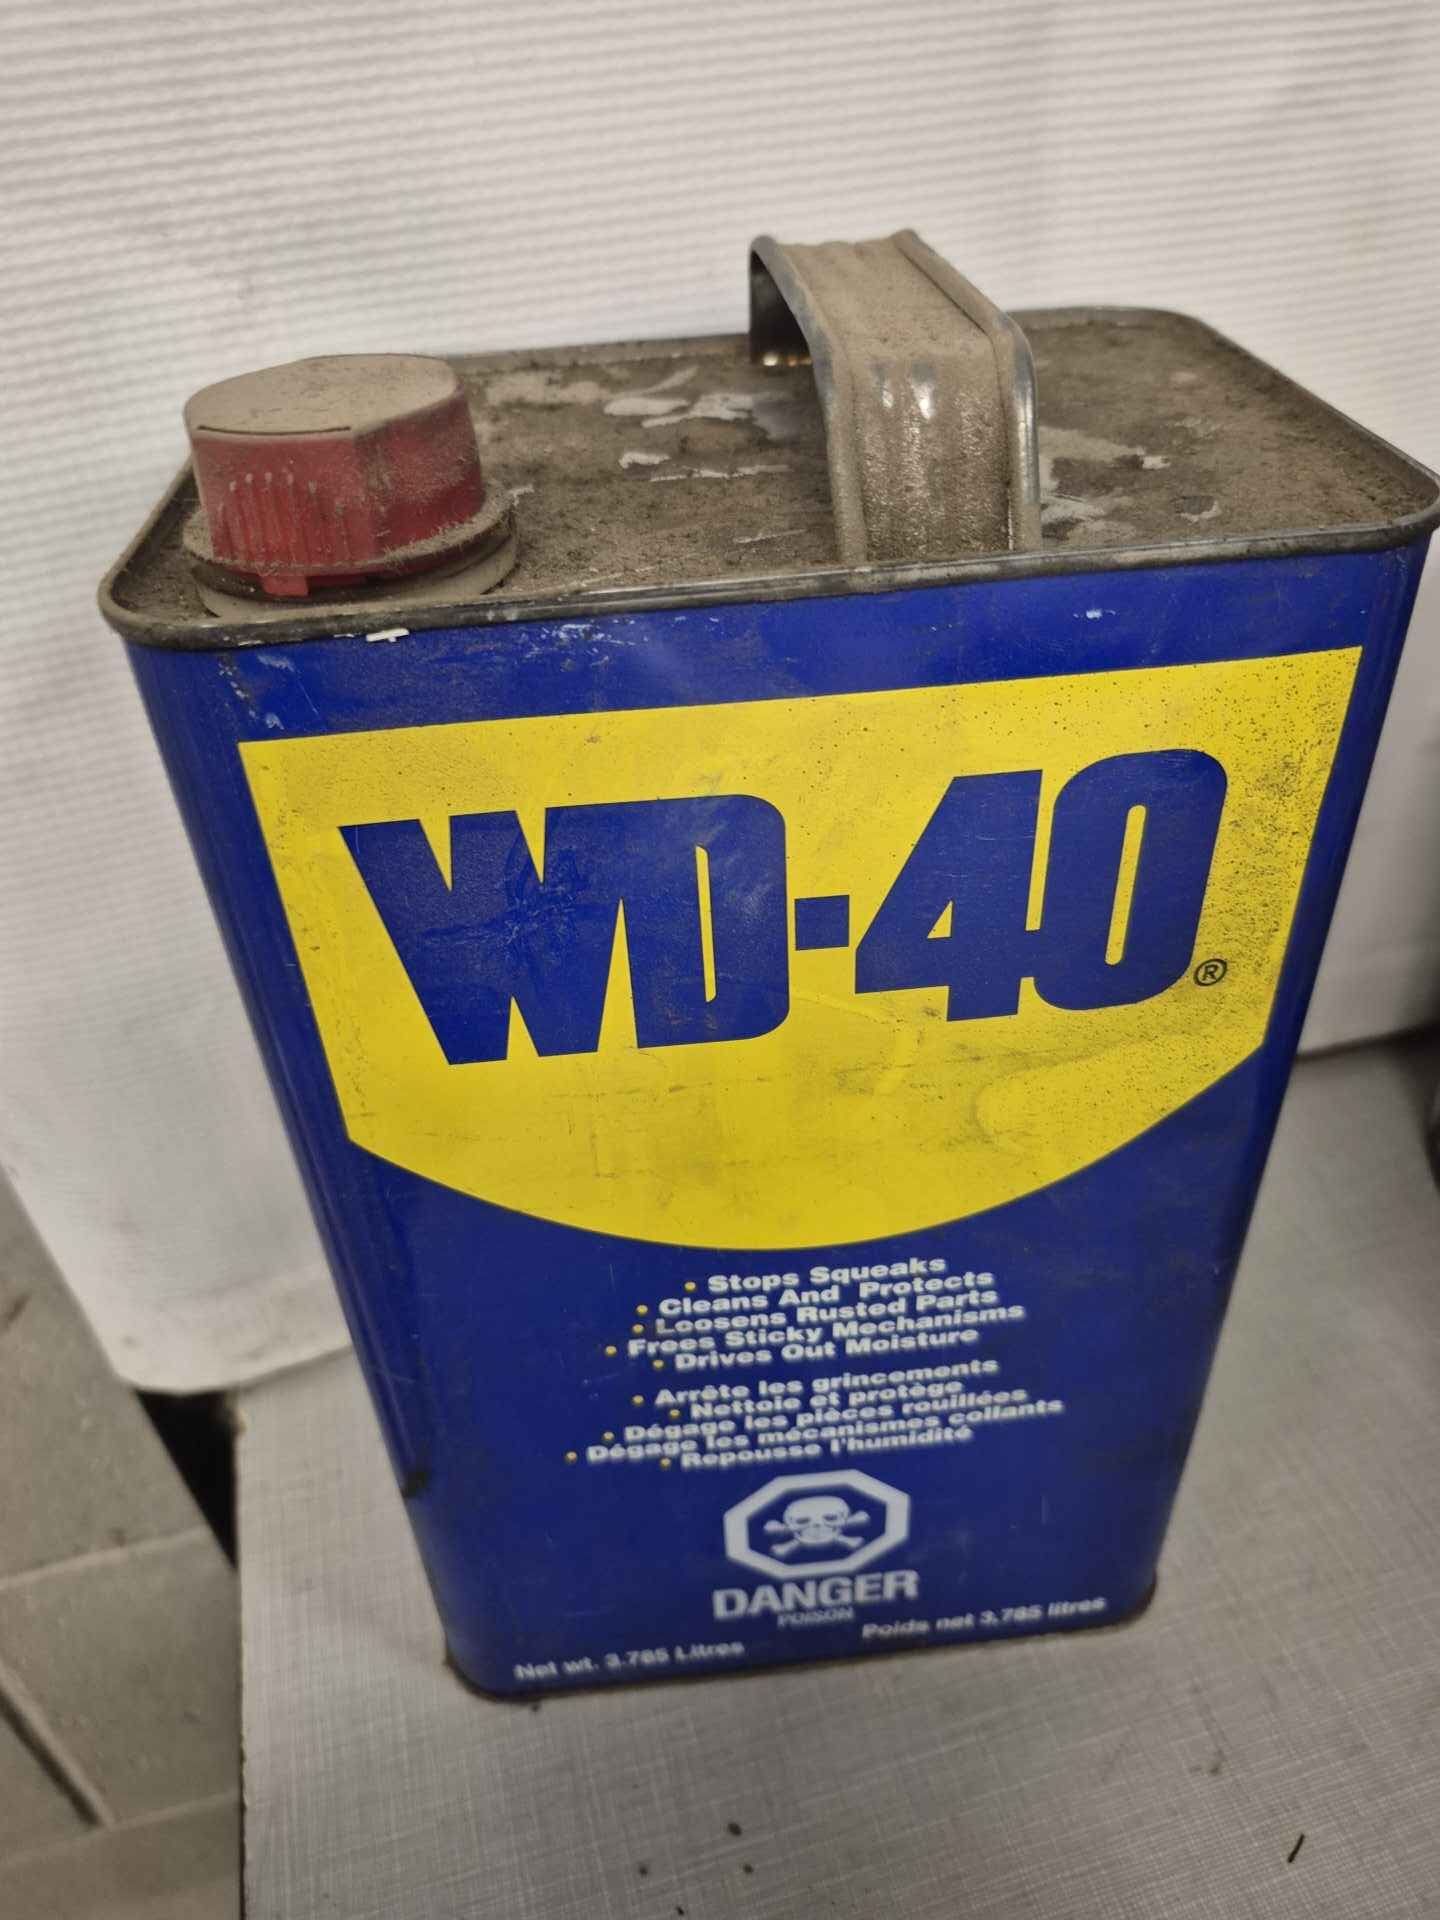 WD-40®
• Stops Squeaks
• Cleans And Protects
• Loosens Rusted Parts
• Frees Sticky Mechanisms
• Drives Out Moisture
• Arrête les grincements
• Nettoie et protège
• Dégage les pièces rouillées
• Dégage les mécanismes collants
• Repousse l'humidité
DANGER
POISON
Net wt. 3.785 Litres
Poids net 3,785 litres